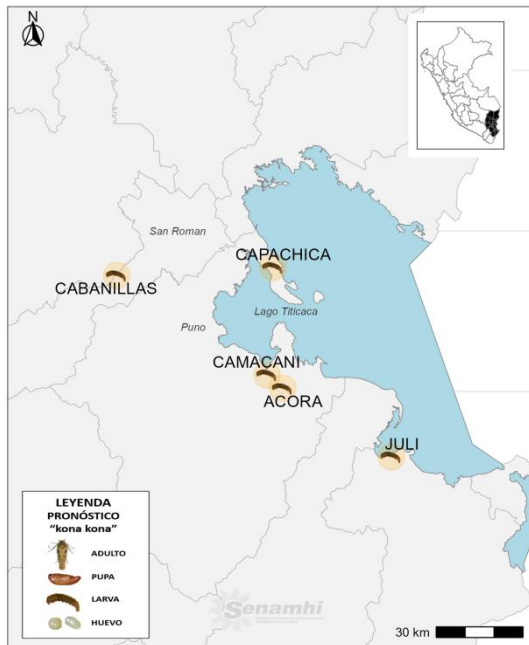 N
San Roman
CAPACHICA
CABANILLAS
Lago Titicaca
Puno
CAMACANI
ACORA
JULI
LEYENDA
PRONÓSTICO
"kona kona"
ADULTO
PUPA
LARVA
HUEVO
Senamhi
30 km